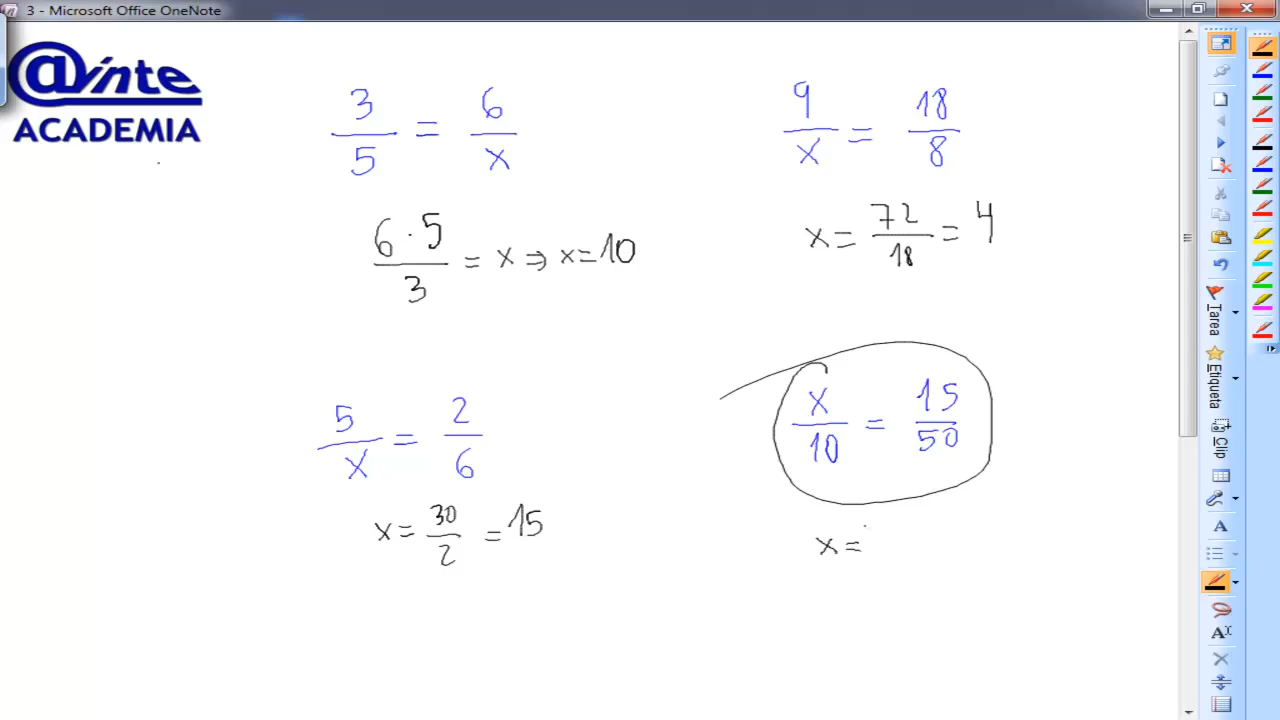 3 - Microsoft Office OneNote
@inte
ACADEMIA
3/5 = 6/x
6·5/3 = x ⇒ x=10
9/x = 18/8
x = 72/18 = 4
5/x = 2/6
x = 30/2 = 15
x/10 = 15/50
x =
Tarea
Etiqueta
Clip
A
A